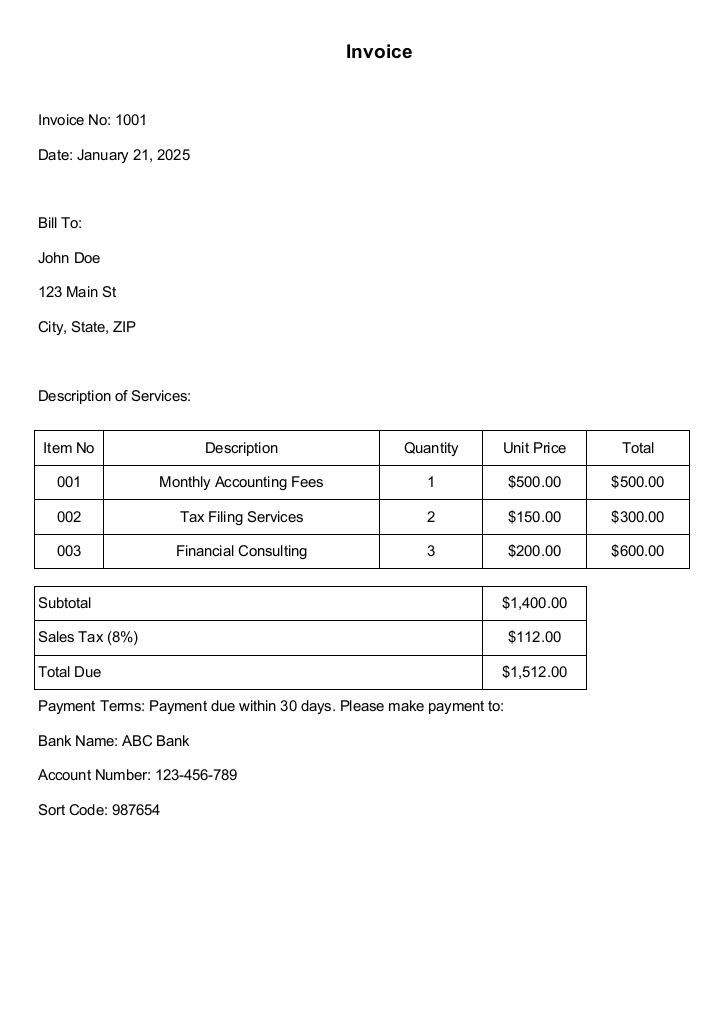 Invoice
Invoice No: 1001
Date: January 21, 2025
Bill To:
John Doe
123 Main St
City, State, ZIP
Description of Services:
Item No Description Quantity Unit Price Total
001 Monthly Accounting Fees 1 $500.00 $500.00
002 Tax Filing Services 2 $150.00 $300.00
003 Financial Consulting 3 $200.00 $600.00
Subtotal $1,400.00
Sales Tax (8%) $112.00
Total Due $1,512.00
Payment Terms: Payment due within 30 days. Please make payment to:
Bank Name: ABC Bank
Account Number: 123-456-789
Sort Code: 987654